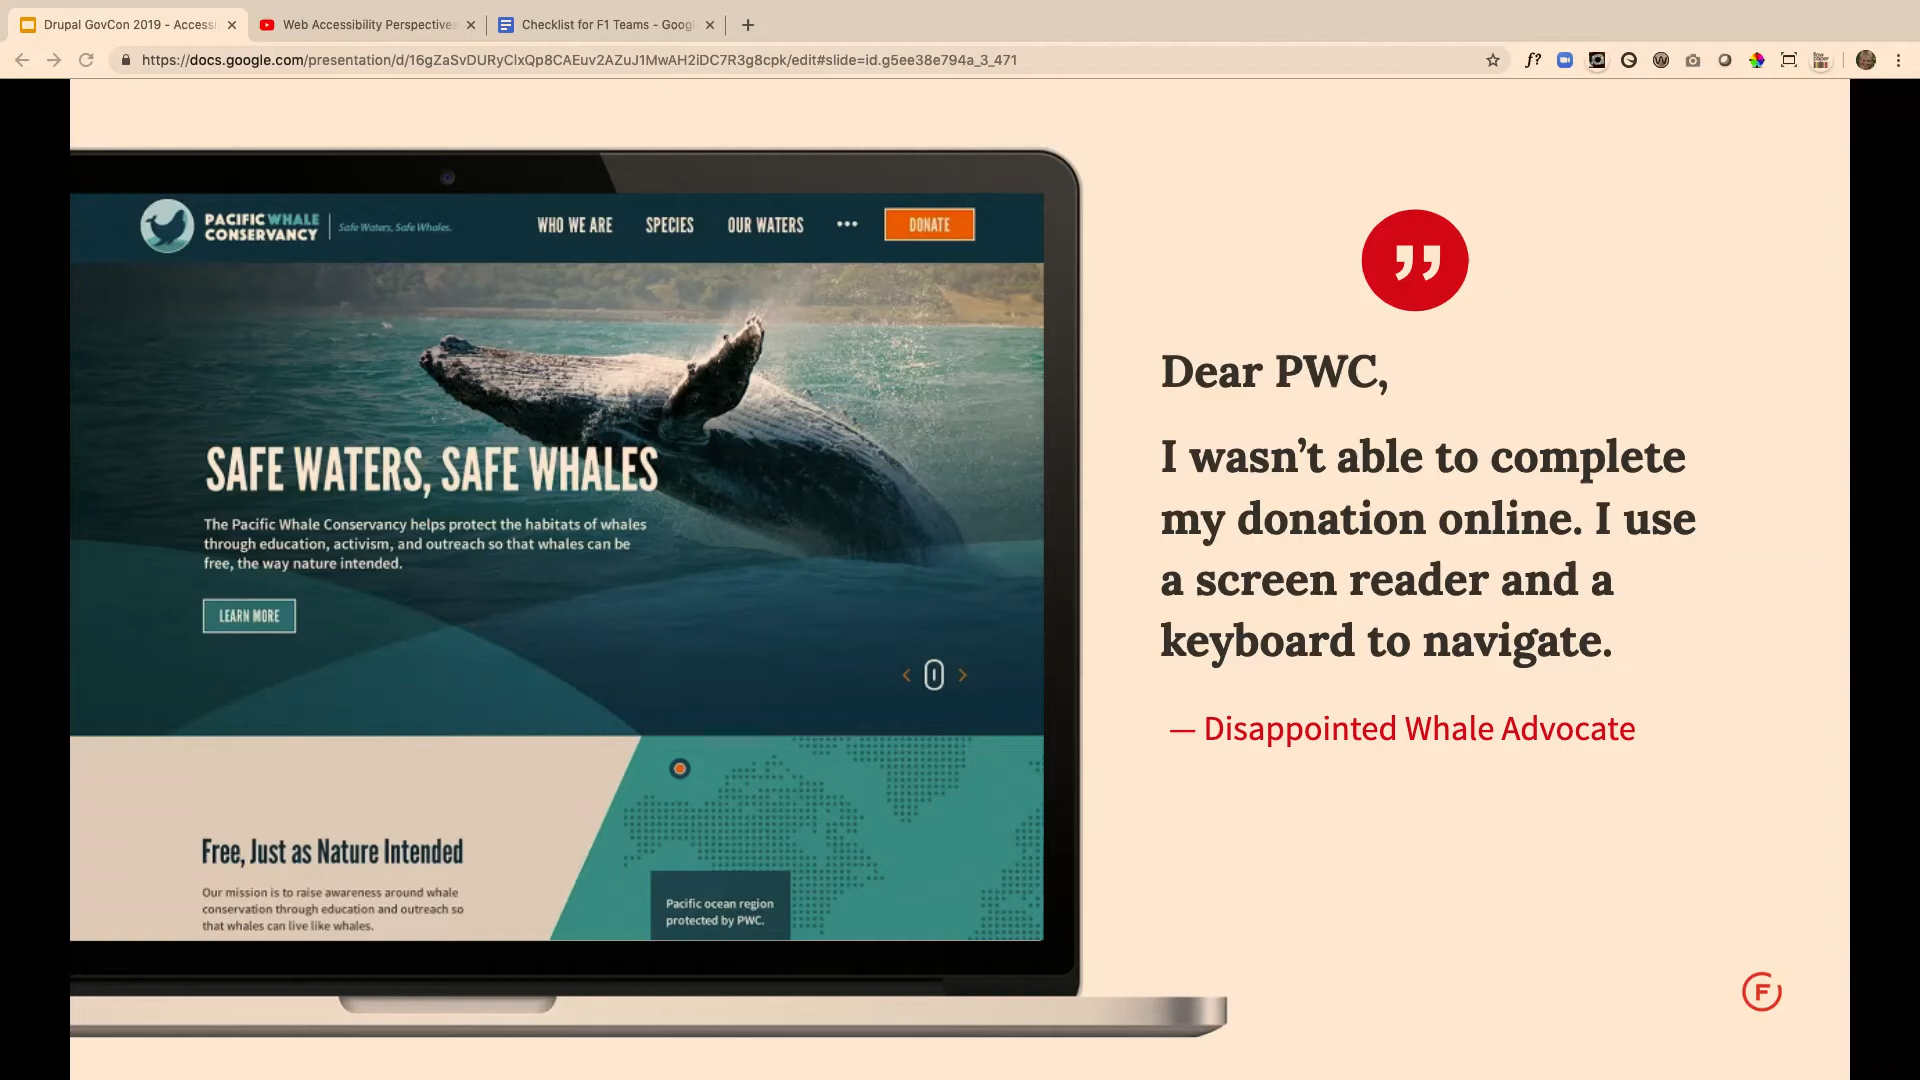 Drupal GovCon 2019 - Accessi
Web Accessibility Perspectives
Checklist for F1 Teams - Googl
https://docs.google.com/presentation/d/16gZaSvDURyClxQp8CAEuv2AZuJ1MwAH2iDC7R3g8cpk/edit#slide=id.g5ee38e794a_3_471
f?
PACIFIC WHALE
CONSERVANCY
Safe Waters, Safe Whales.
WHO WE ARE
SPECIES
OUR WATERS
•••
DONATE
SAFE WATERS, SAFE WHALES
The Pacific Whale Conservancy helps protect the habitats of whales
through education, activism, and outreach so that whales can be
free, the way nature intended.
LEARN MORE
Free, Just as Nature Intended
Our mission is to raise awareness around whale
conservation through education and outreach so
that whales can live like whales.
Pacific ocean region
protected by PWC.
”
Dear PWC,
I wasn’t able to complete
my donation online. I use
a screen reader and a
keyboard to navigate.
— Disappointed Whale Advocate
F